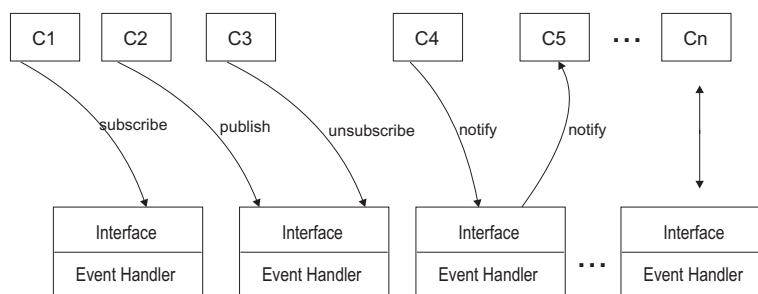 C1 C2 C3 C4 C5 ... Cn
subscribe publish unsubscribe notify notify
Interface Interface Interface Interface
Event Handler Event Handler Event Handler ... Event Handler